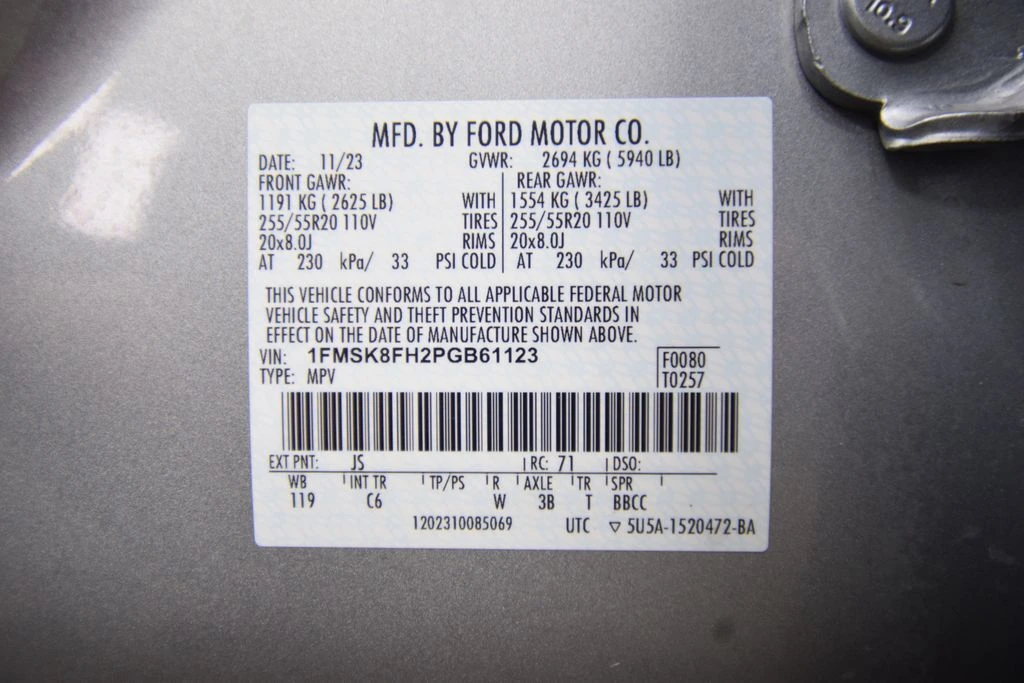 10.9
MFD. BY FORD MOTOR CO.
DATE: 11/23 GVWR: 2694 KG ( 5940 LB)
FRONT GAWR: REAR GAWR:
1191 KG ( 2625 LB) WITH 1554 KG ( 3425 LB) WITH
255/55R20 110V TIRES 255/55R20 110V TIRES
20x8.0J RIMS 20x8.0J RIMS
AT 230 kPa/ 33 PSI COLD AT 230 kPa/ 33 PSI COLD
THIS VEHICLE CONFORMS TO ALL APPLICABLE FEDERAL MOTOR
VEHICLE SAFETY AND THEFT PREVENTION STANDARDS IN
EFFECT ON THE DATE OF MANUFACTURE SHOWN ABOVE.
VIN: 1FMSK8FH2PGB61123 F0080
TYPE: MPV T0257
EXT PNT: JS RC: 71 DSO:
WB INT TR TP/PS R AXLE TR SPR
119 C6 W 3B T BBCC
1202310085069 UTC ▽ 5U5A-1520472-BA